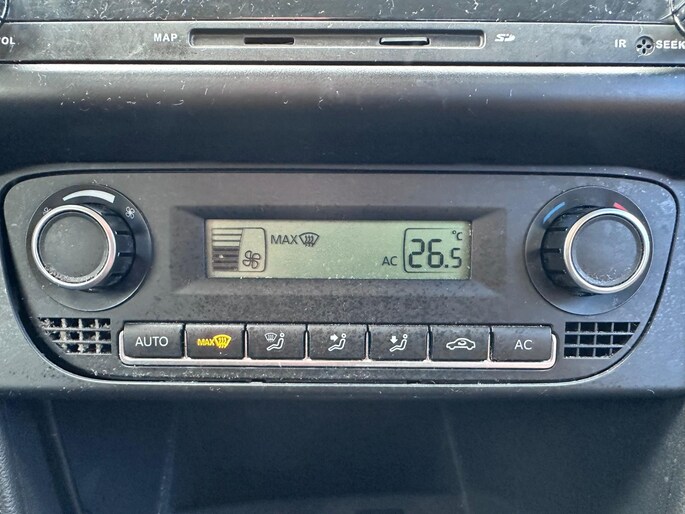 OL MAP SD IR SEEK
MAX
°C
AC 26.5
AUTO MAX AC